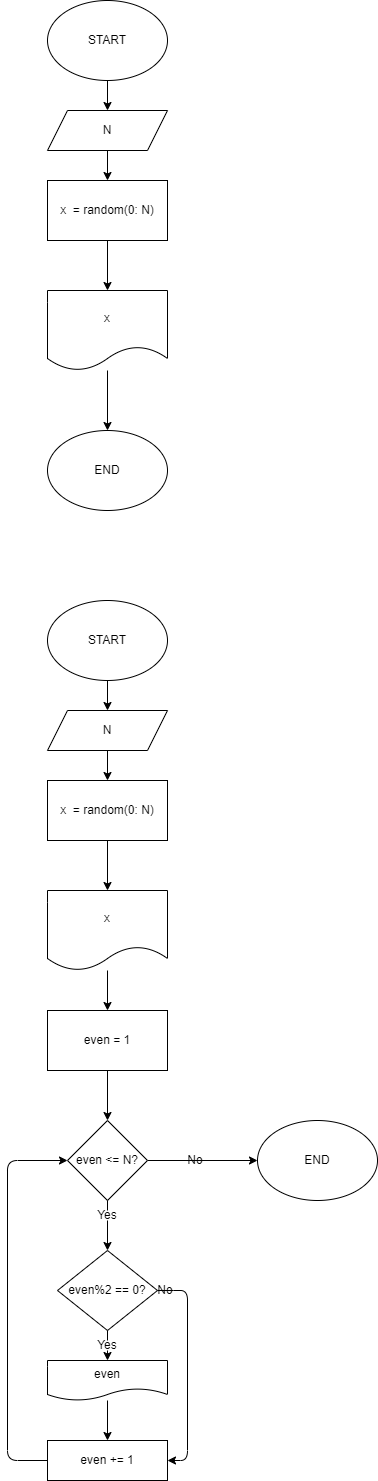 START
N
x = random(0: N)
x
END
START
N
x = random(0: N)
x
even = 1
even <= N?
No
END
Yes
even%2 == 0?
No
Yes
even
even += 1